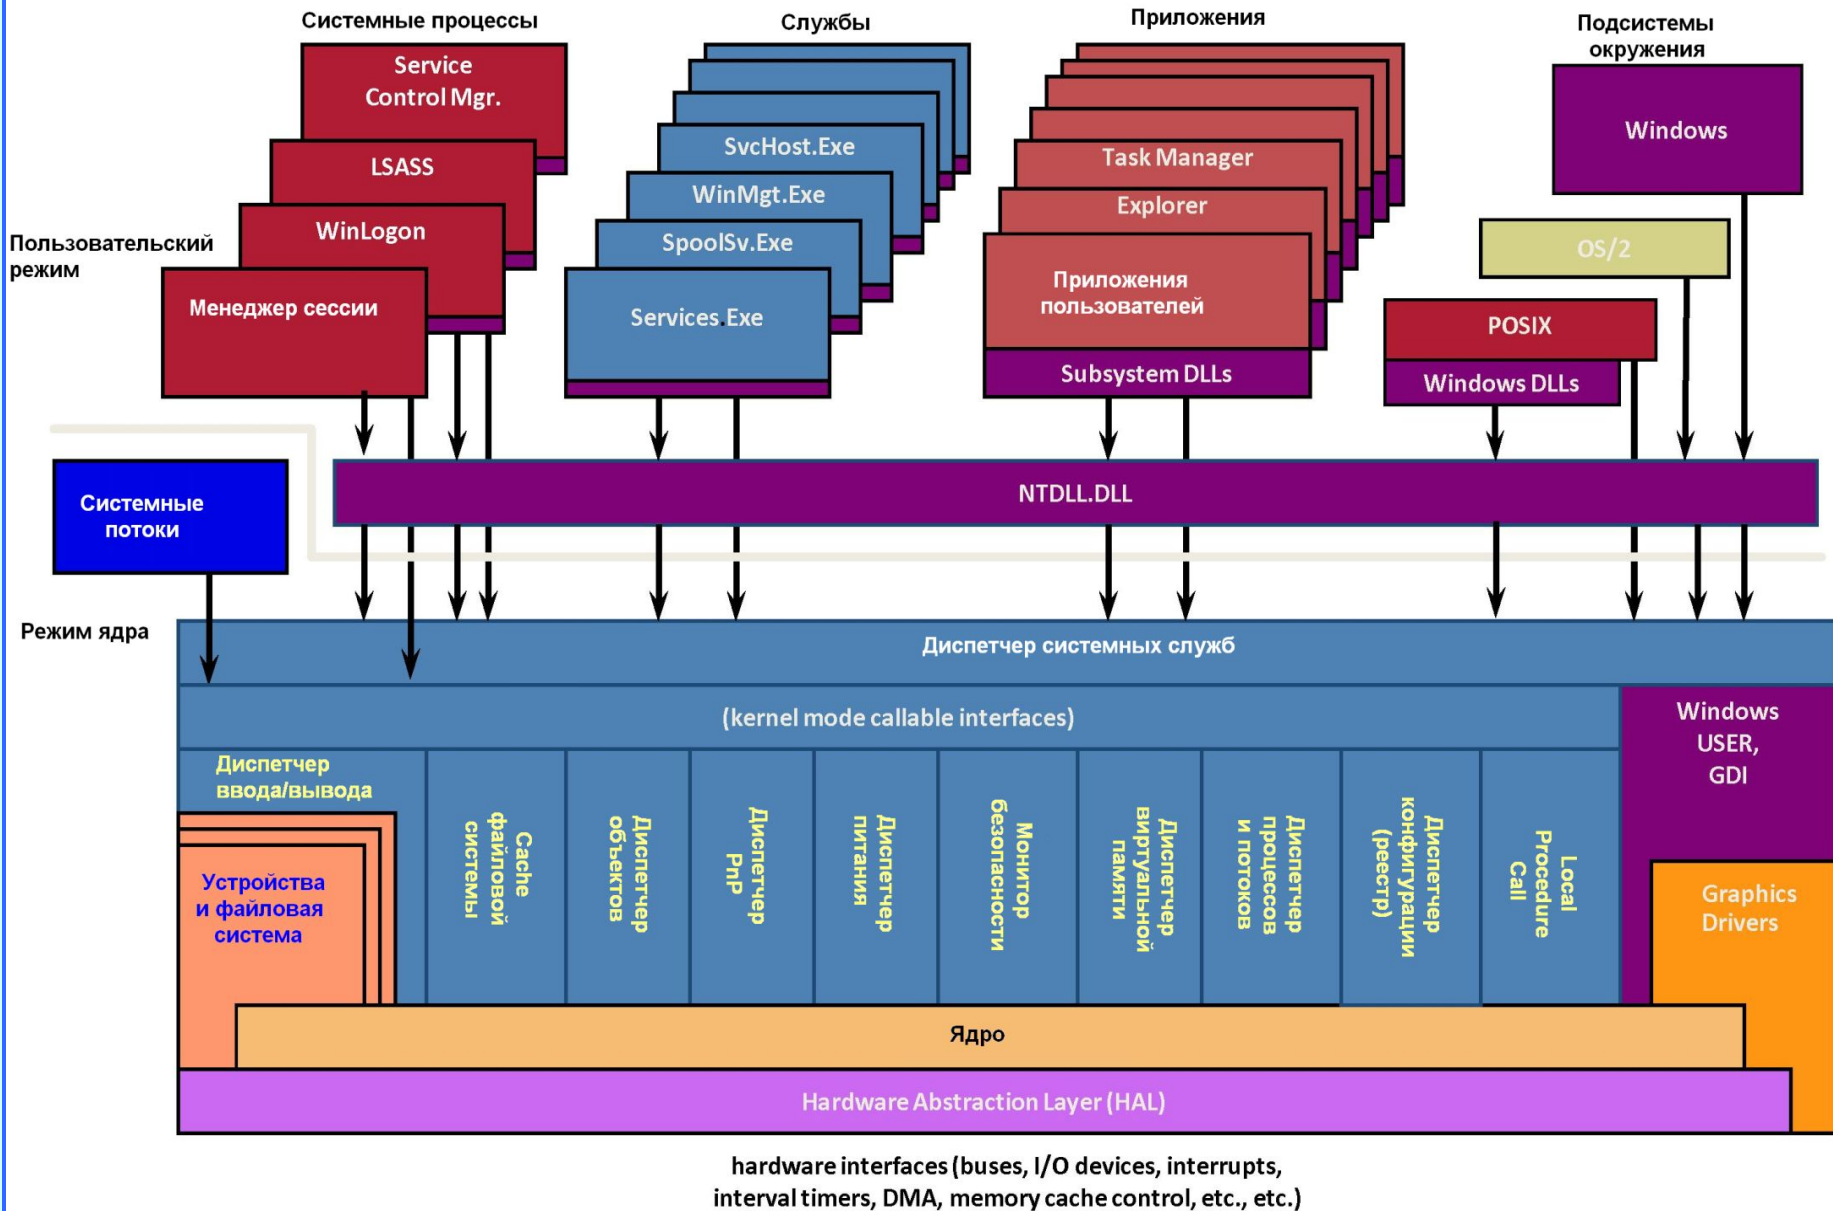 Системные процессы
Службы
Приложения
Подсистемы
окружения
Service
Control Mgr.
LSASS
WinLogon
Менеджер сессии
SvcHost.Exe
WinMgt.Exe
SpoolSv.Exe
Services.Exe
Task Manager
Explorer
Приложения
пользователей
Subsystem DLLs
Windows
OS/2
POSIX
Windows DLLs
Пользовательский
режим
Системные
потоки
NTDLL.DLL
Режим ядра
Диспетчер системных служб
(kernel mode callable interfaces)
Windows
USER,
GDI
Диспетчер
ввода/вывода
Устройства
и файловая
система
Cache
файловой
системы
Диспетчер
объектов
Диспетчер
PnP
Диспетчер
питания
Монитор
безопасности
Диспетчер
виртуальной
памяти
Диспетчер
процессов
и потоков
Диспетчер
конфигурации
(реестр)
Local
Procedure
Call
Graphics
Drivers
Ядро
Hardware Abstraction Layer (HAL)
hardware interfaces (buses, I/O devices, interrupts,
interval timers, DMA, memory cache control, etc., etc.)